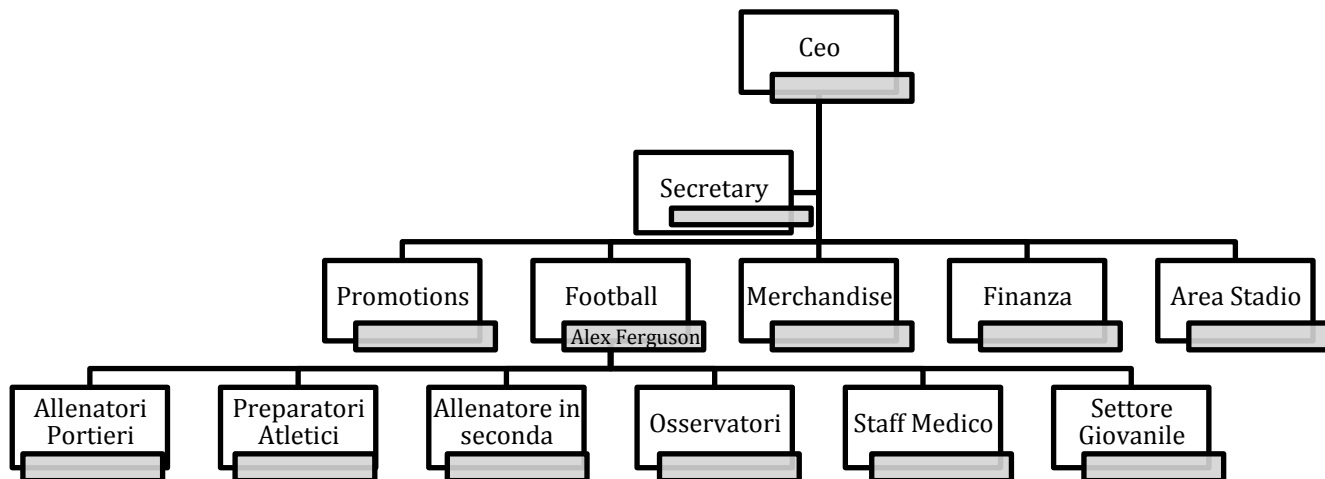 Ceo
Secretary
Promotions
Football
Alex Ferguson
Merchandise
Finanza
Area Stadio
Allenatori
Portieri
Preparatori
Atletici
Allenatore in
seconda
Osservatori
Staff Medico
Settore
Giovanile